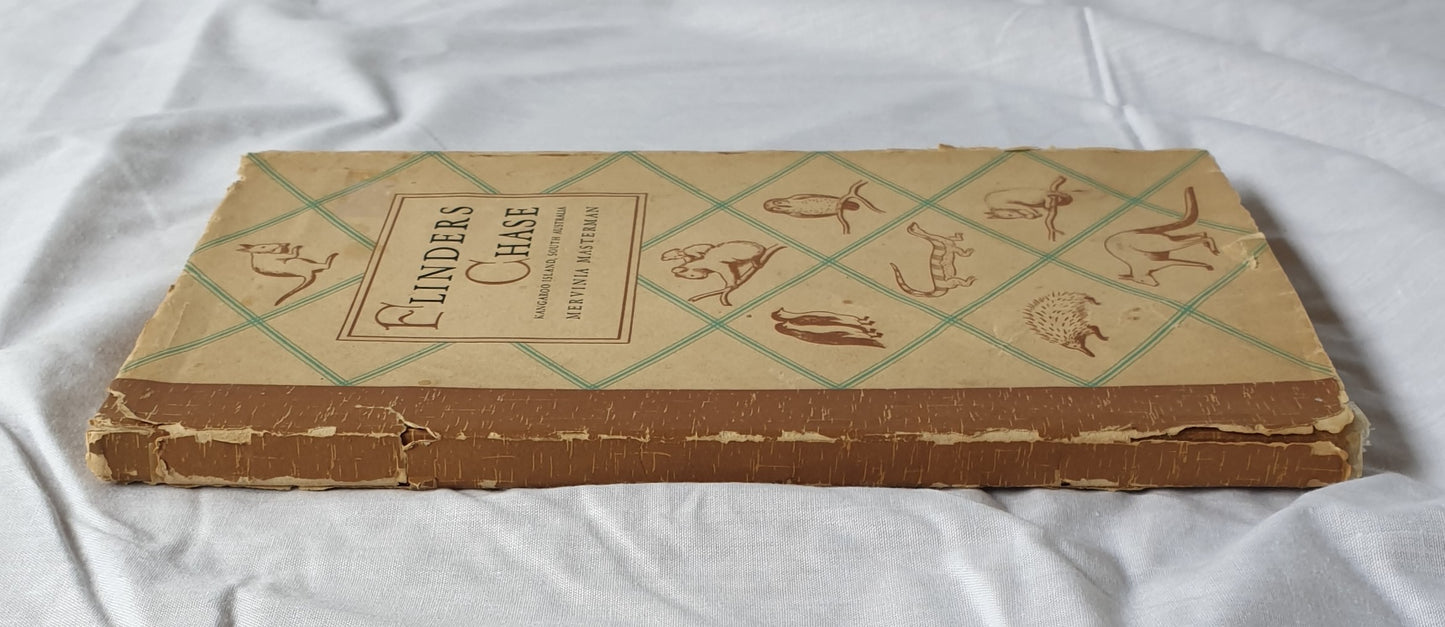 FLINDERS
CHASE
KANGAROO ISLAND, SOUTH AUSTRALIA
MERVINIA MASTERMAN